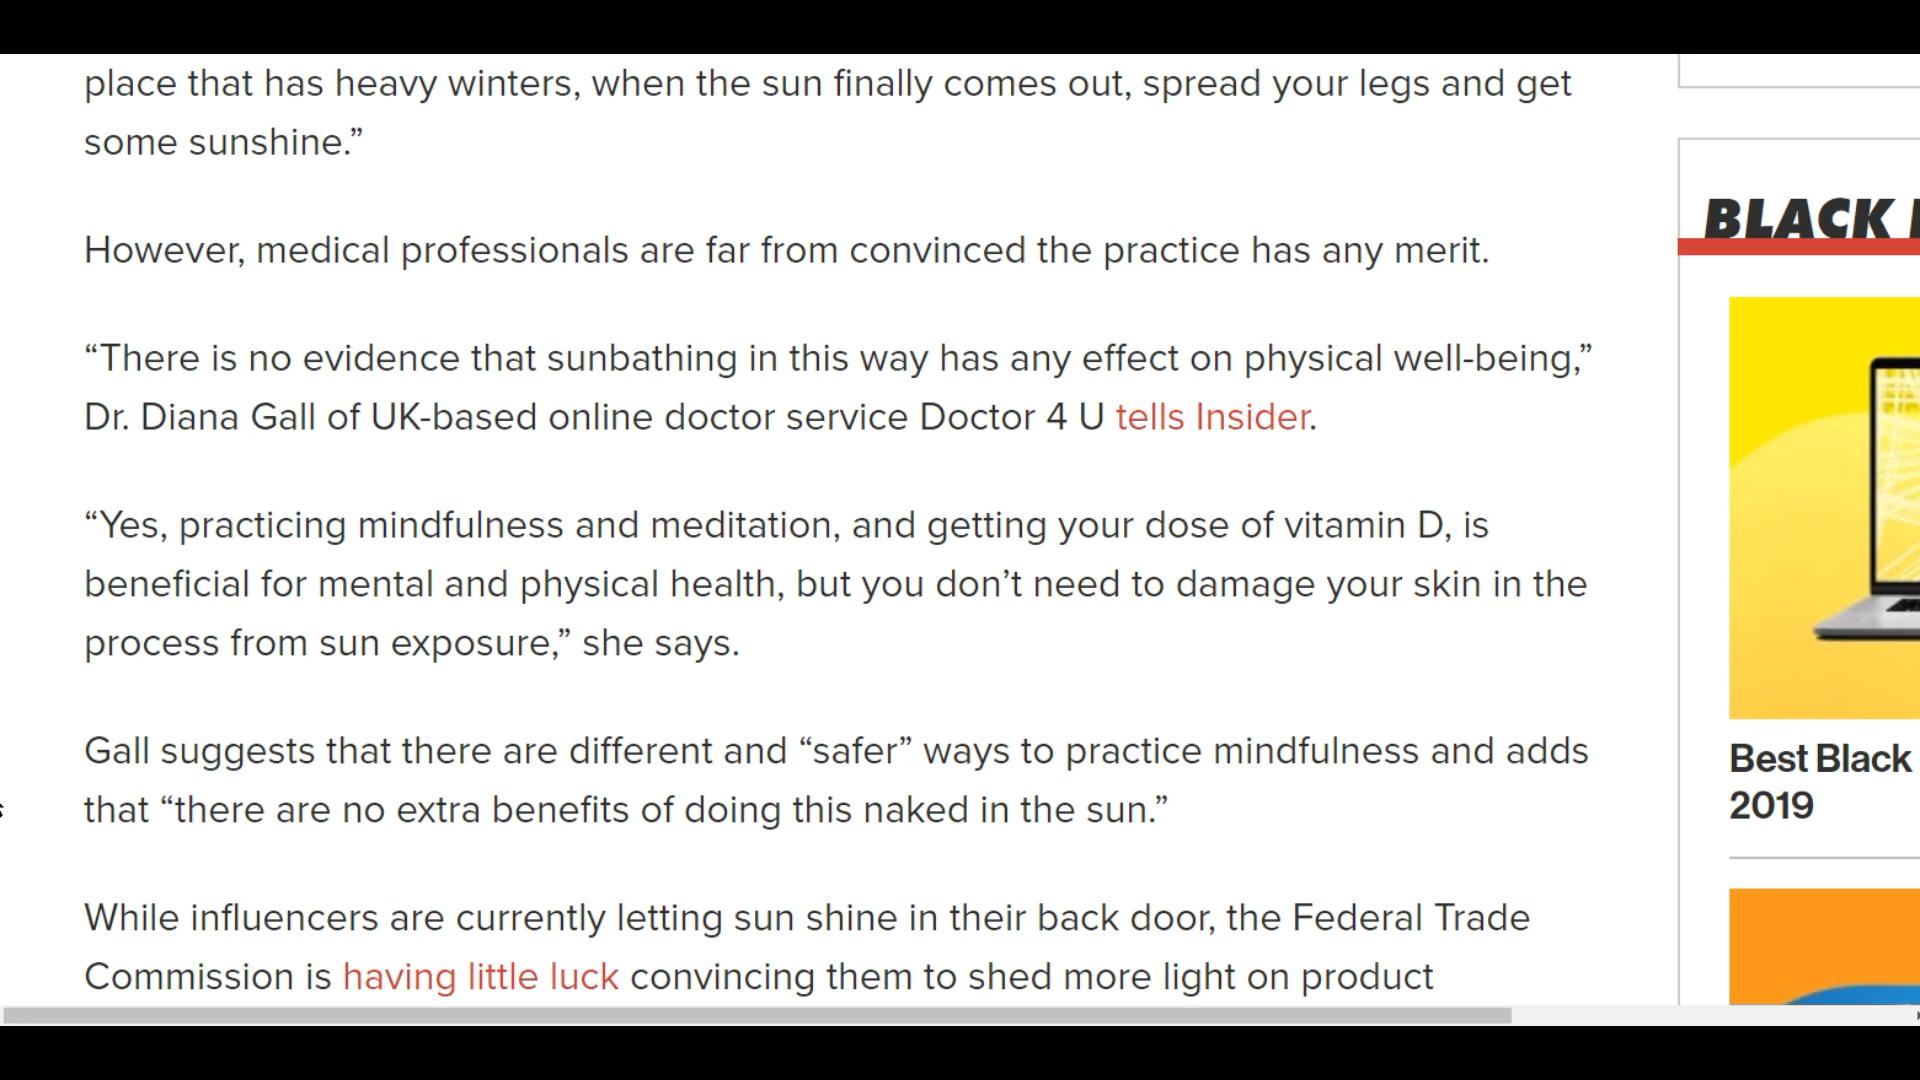 place that has heavy winters, when the sun finally comes out, spread your legs and get
some sunshine.”
However, medical professionals are far from convinced the practice has any merit.
“There is no evidence that sunbathing in this way has any effect on physical well-being,”
Dr. Diana Gall of UK-based online doctor service Doctor 4 U tells Insider.
“Yes, practicing mindfulness and meditation, and getting your dose of vitamin D, is
beneficial for mental and physical health, but you don’t need to damage your skin in the
process from sun exposure,” she says.
Gall suggests that there are different and “safer” ways to practice mindfulness and adds
that “there are no extra benefits of doing this naked in the sun.”
While influencers are currently letting sun shine in their back door, the Federal Trade
Commission is having little luck convincing them to shed more light on product
BLACK
Best Black
2019